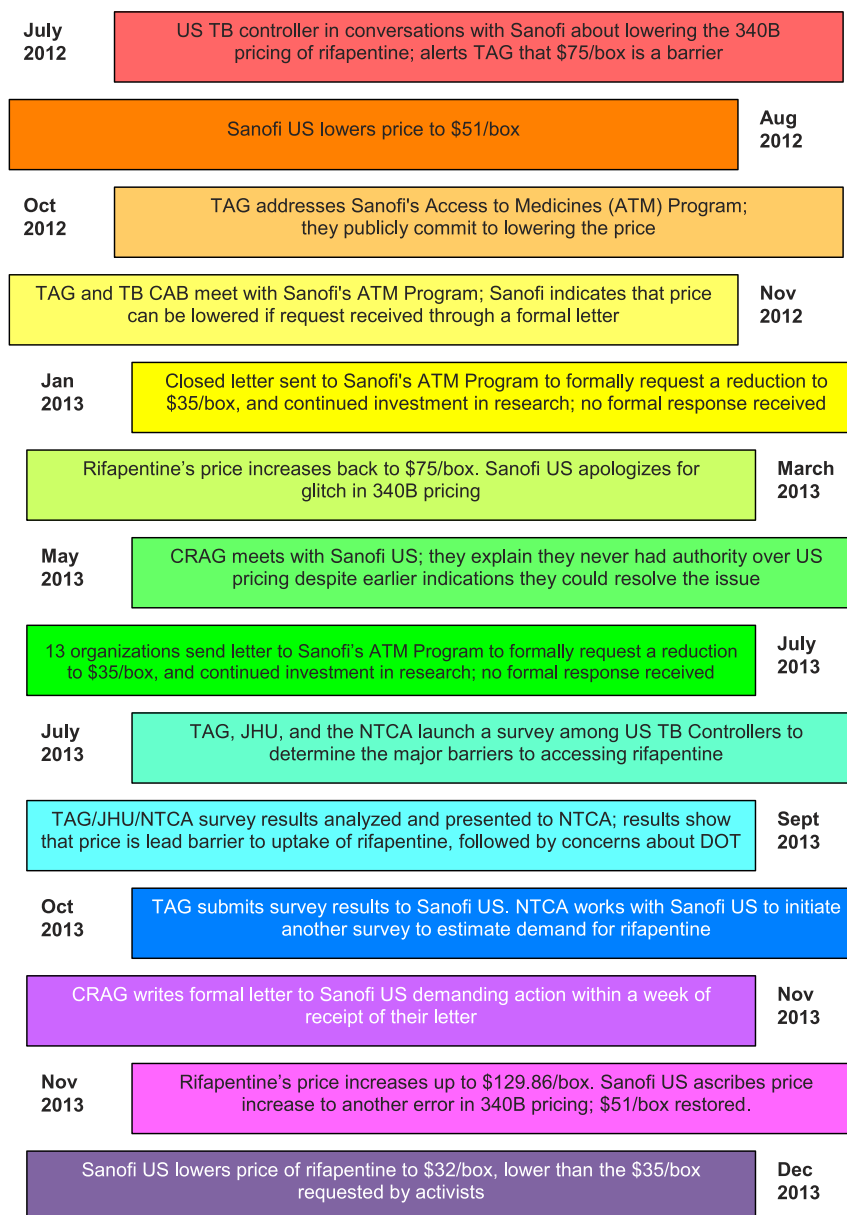 July
2012
US TB controller in conversations with Sanofi about lowering the 340B
pricing of rifapentine; alerts TAG that $75/box is a barrier
Sanofi US lowers price to $51/box
Aug
2012
Oct
2012
TAG addresses Sanofi's Access to Medicines (ATM) Program;
they publicly commit to lowering the price
TAG and TB CAB meet with Sanofi's ATM Program; Sanofi indicates that price
can be lowered if request received through a formal letter
Nov
2012
Jan
2013
Closed letter sent to Sanofi's ATM Program to formally request a reduction to
$35/box, and continued investment in research; no formal response received
Rifapentine’s price increases back to $75/box. Sanofi US apologizes for
glitch in 340B pricing
March
2013
May
2013
CRAG meets with Sanofi US; they explain they never had authority over US
pricing despite earlier indications they could resolve the issue
13 organizations send letter to Sanofi’s ATM Program to formally request a reduction
to $35/box, and continued investment in research; no formal response received
July
2013
July
2013
TAG, JHU, and the NTCA launch a survey among US TB Controllers to
determine the major barriers to accessing rifapentine
TAG/JHU/NTCA survey results analyzed and presented to NTCA; results show
that price is lead barrier to uptake of rifapentine, followed by concerns about DOT
Sept
2013
Oct
2013
TAG submits survey results to Sanofi US. NTCA works with Sanofi US to initiate
another survey to estimate demand for rifapentine
CRAG writes formal letter to Sanofi US demanding action within a week of
receipt of their letter
Nov
2013
Nov
2013
Rifapentine’s price increases up to $129.86/box. Sanofi US ascribes price
increase to another error in 340B pricing; $51/box restored.
Sanofi US lowers price of rifapentine to $32/box, lower than the $35/box
requested by activists
Dec
2013